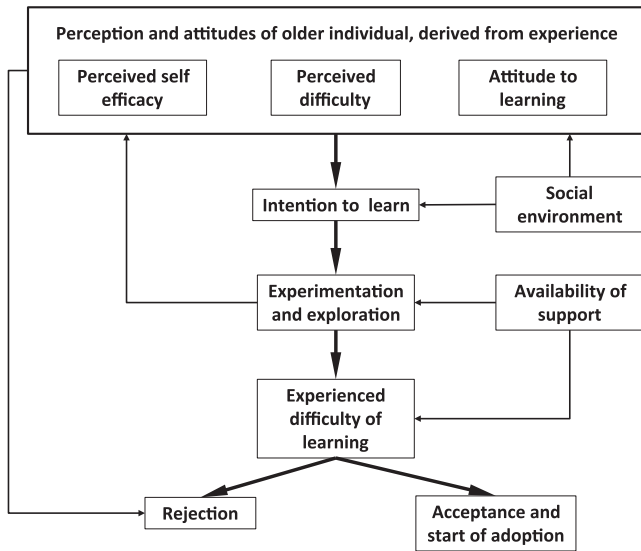 Perception and attitudes of older individual, derived from experience
Perceived self
efficacy
Perceived
difficulty
Attitude to
learning
Intention to learn
Social
environment
Experimentation
and exploration
Availability of
support
Experienced
difficulty of
learning
Rejection
Acceptance and
start of adoption